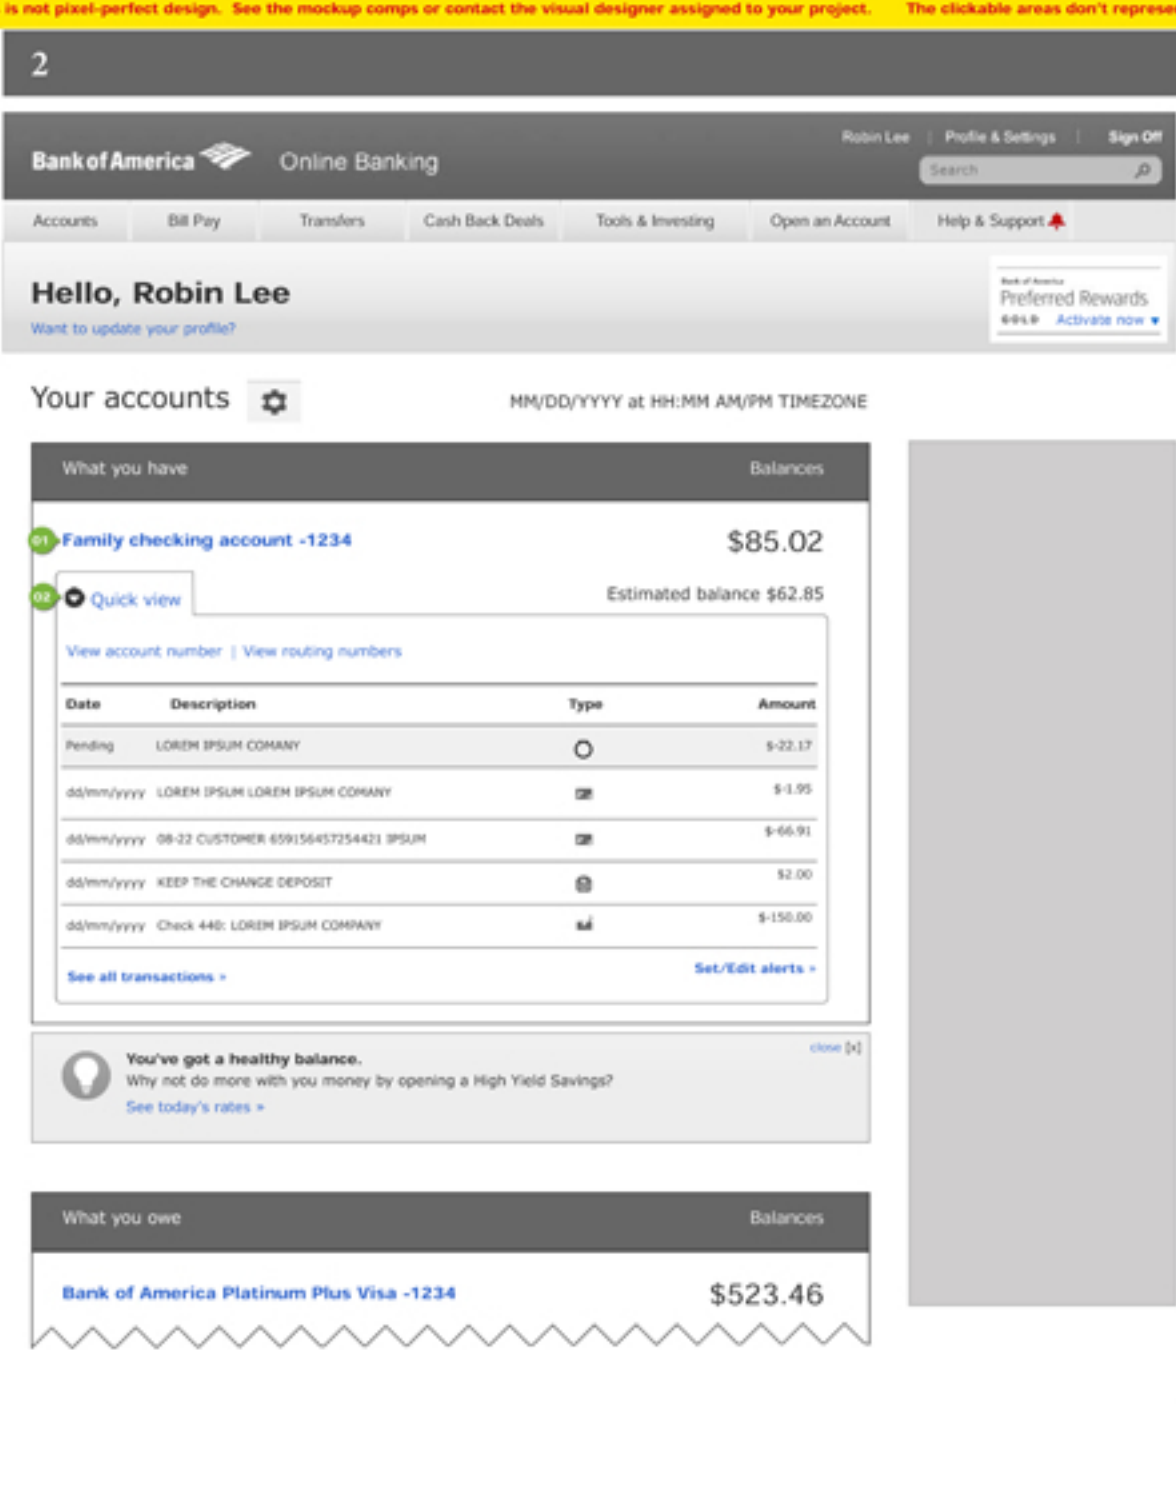 is not pixel-perfect design.  See the mockup comps or contact the visual designer assigned to your project.  The clickable areas don't represe
2
Robin Lee | Profile & Settings | Sign Off
Bank of America Online Banking
Search
Accounts Bill Pay Transfers Cash Back Deals Tools & Investing Open an Account Help & Support
Hello, Robin Lee
Want to update your profile?
Bank of America
Preferred Rewards
GOLD Activate now
Your accounts
MM/DD/YYYY at HH:MM AM/PM TIMEZONE
What you have Balances
01 Family checking account -1234 $85.02
02 Quick view Estimated balance $62.85
View account number | View routing numbers
Date Description Type Amount
Pending LOREM IPSUM COMANY $-22.17
dd/mm/yyyy LOREM IPSUM LOREM IPSUM COMANY $-1.95
dd/mm/yyyy 08-22 CUSTOMER 659156457254421 IPSUM $-66.91
dd/mm/yyyy KEEP THE CHANGE DEPOSIT $2.00
dd/mm/yyyy Check 440: LOREM IPSUM COMPANY $-150.00
See all transactions » Set/Edit alerts »
close [x]
You've got a healthy balance.
Why not do more with you money by opening a High Yield Savings?
See today's rates »
What you owe Balances
Bank of America Platinum Plus Visa -1234 $523.46